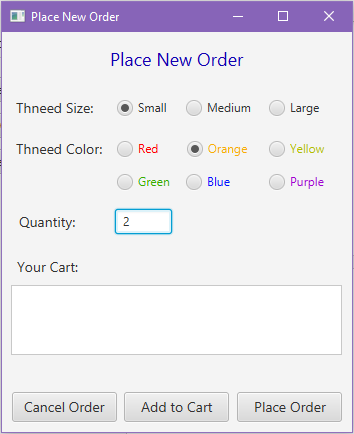 Place New Order
Place New Order
Thneed Size: Small Medium Large
Thneed Color: Red Orange Yellow
Green Blue Purple
Quantity: 2
Your Cart:
Cancel Order Add to Cart Place Order